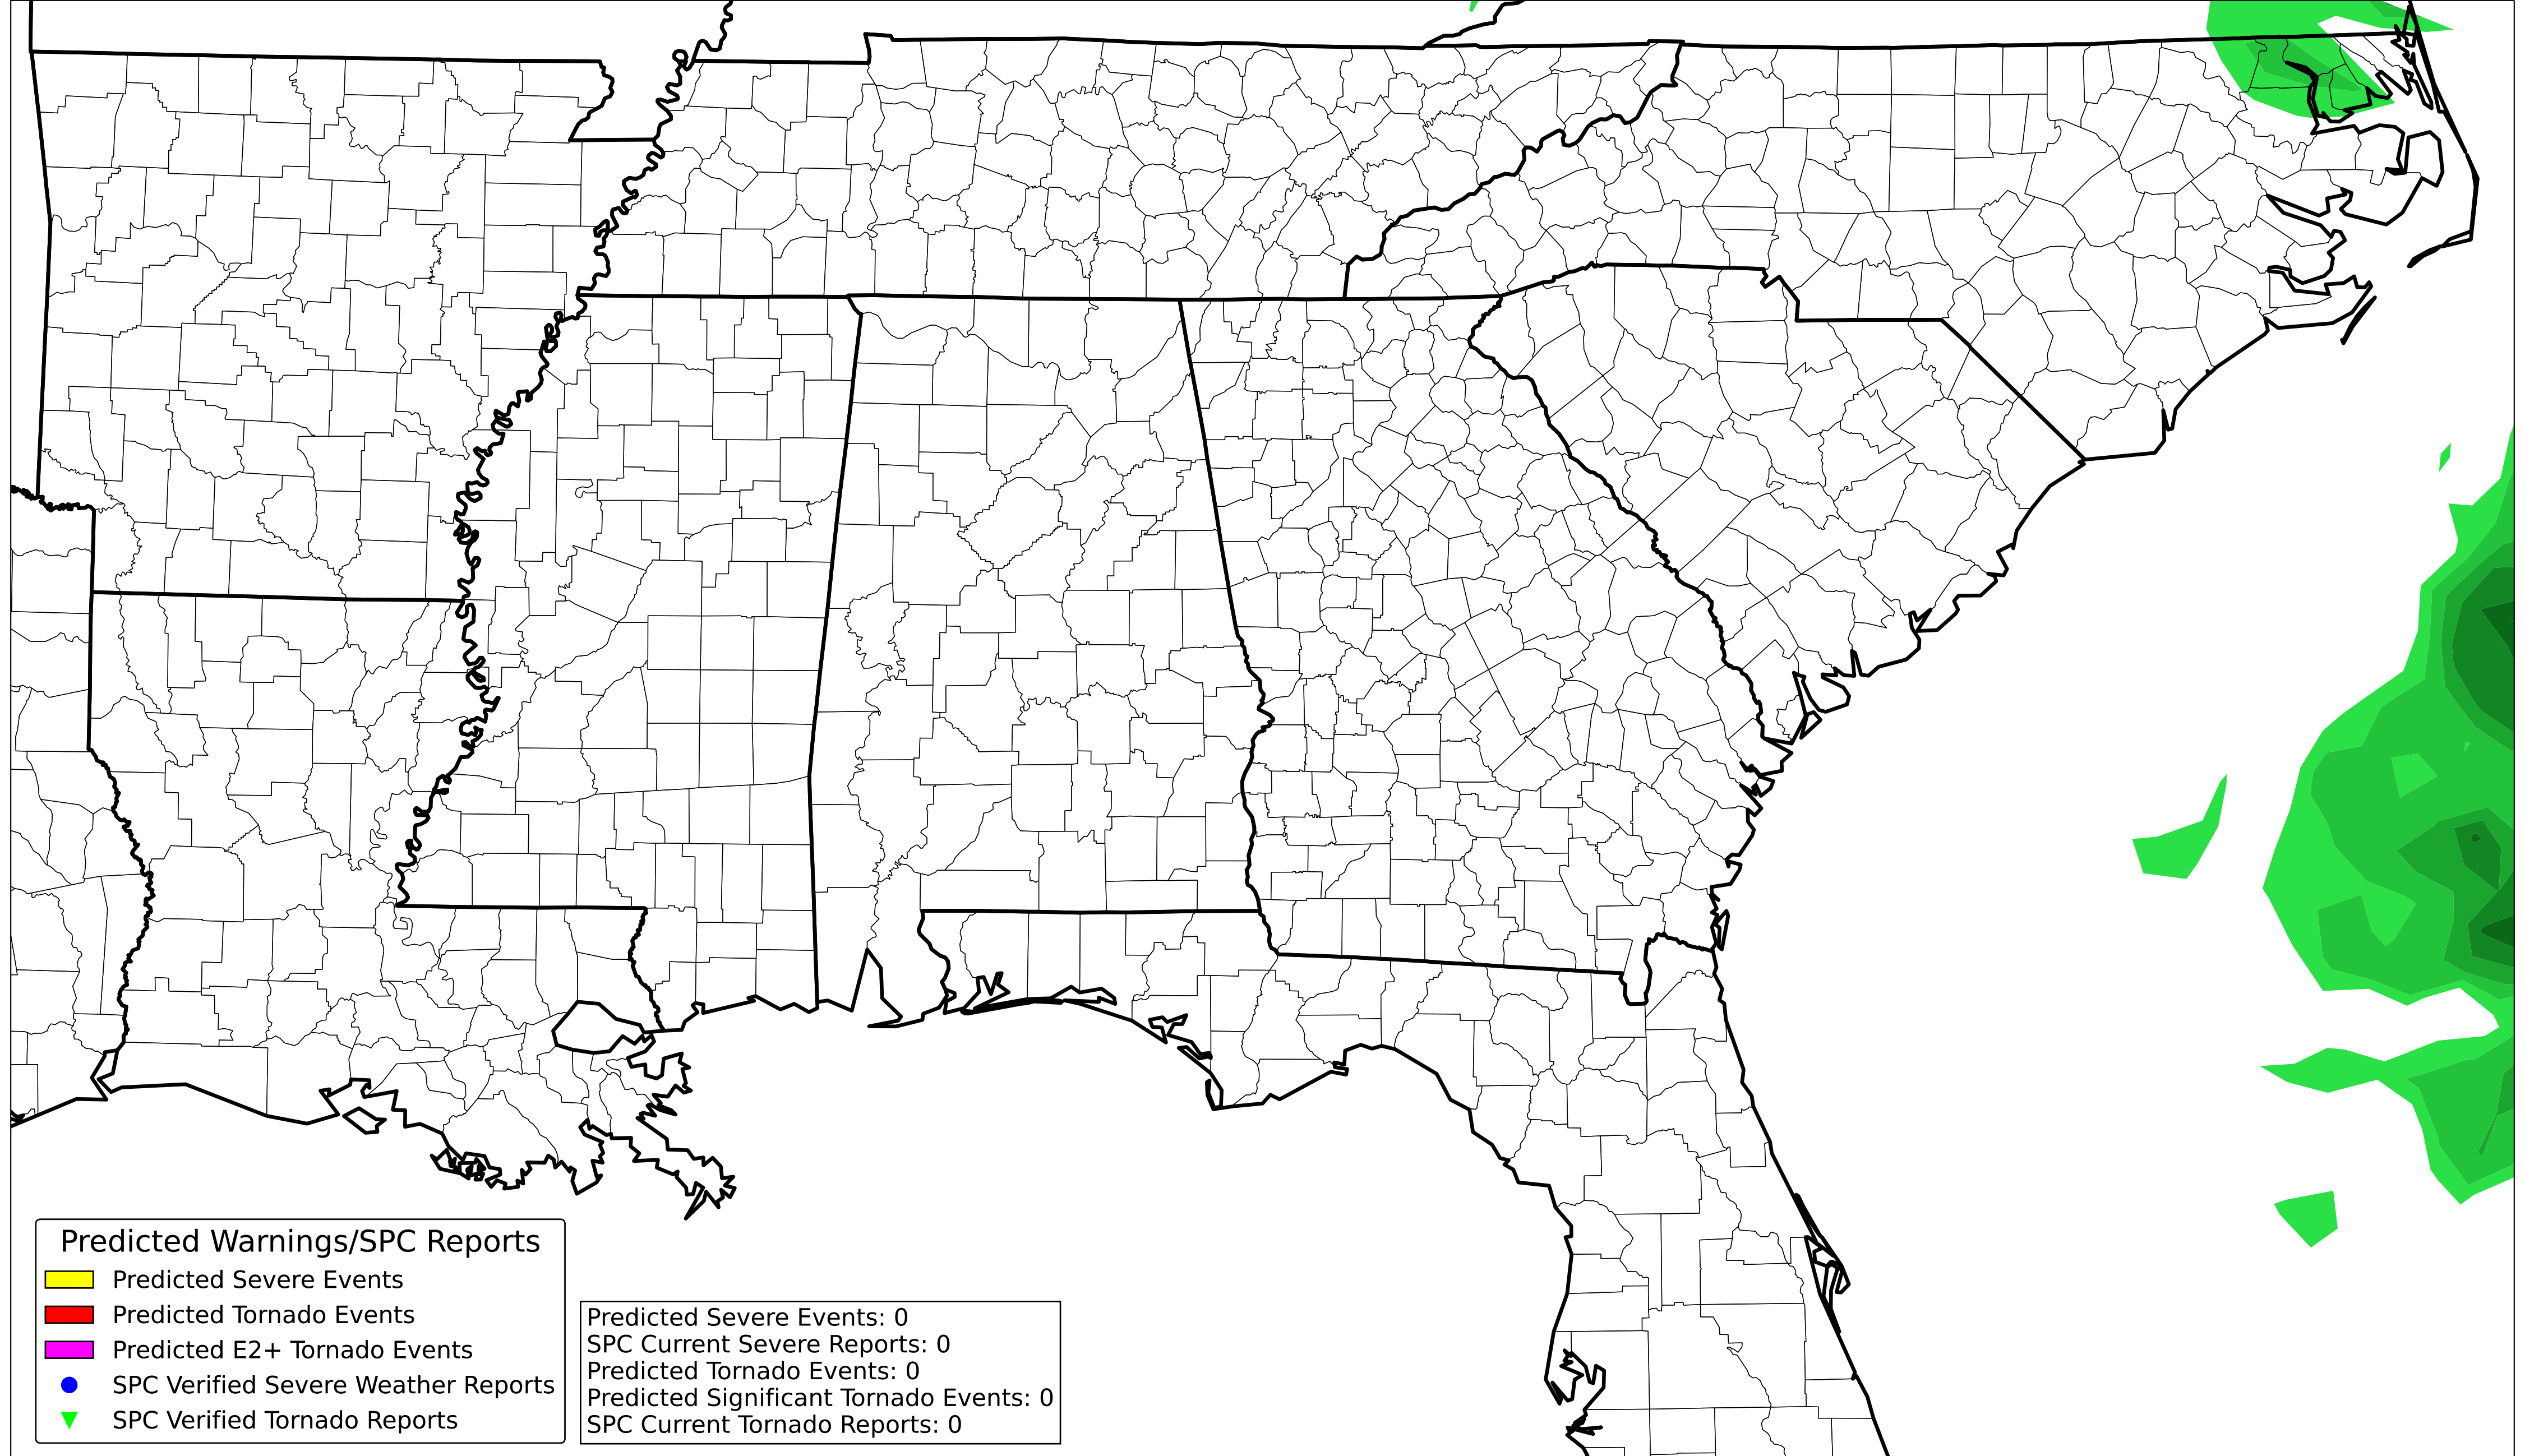 Predicted Warnings/SPC Reports
Predicted Severe Events
Predicted Tornado Events
Predicted E2+ Tornado Events
SPC Verified Severe Weather Reports
SPC Verified Tornado Reports
Predicted Severe Events: 0
SPC Current Severe Reports: 0
Predicted Tornado Events: 0
Predicted Significant Tornado Events: 0
SPC Current Tornado Reports: 0